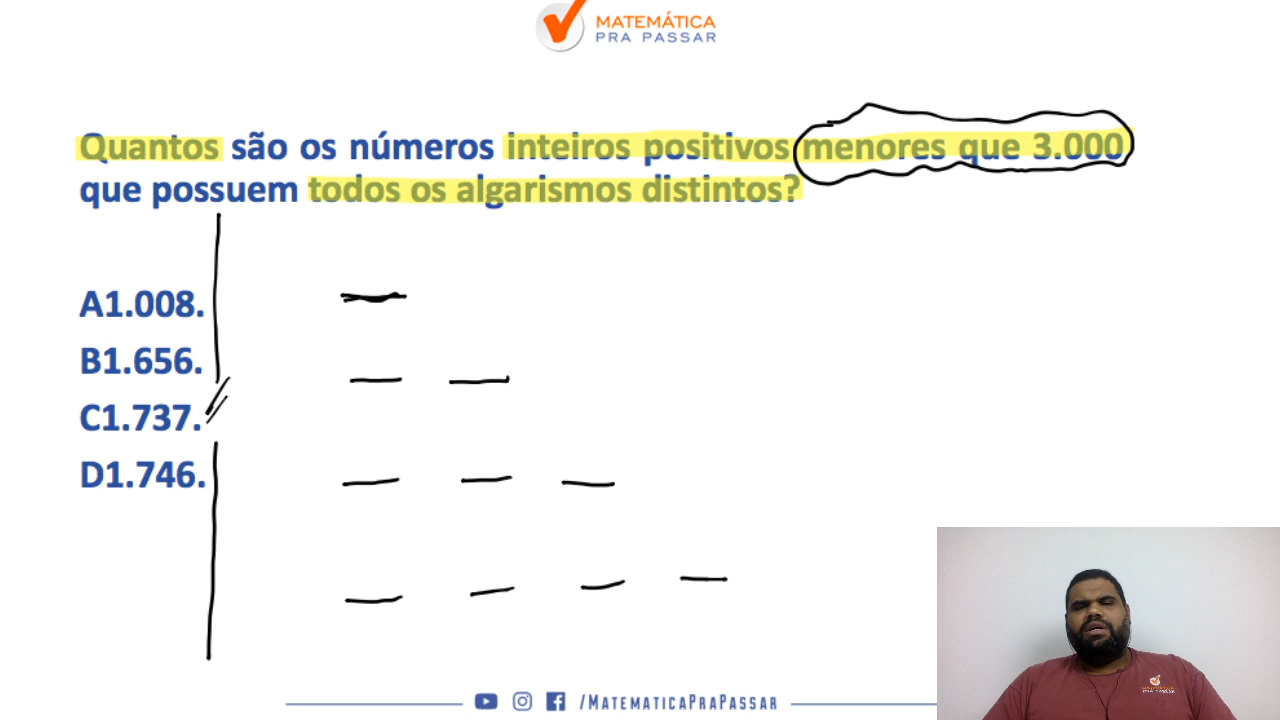 MATEMÁTICA
PRA PASSAR
Quantos são os números inteiros positivos menores que 3.000
que possuem todos os algarismos distintos?
A1.008.
B1.656.
C1.737.
D1.746.
/MATEMATICAPRAPASSAR